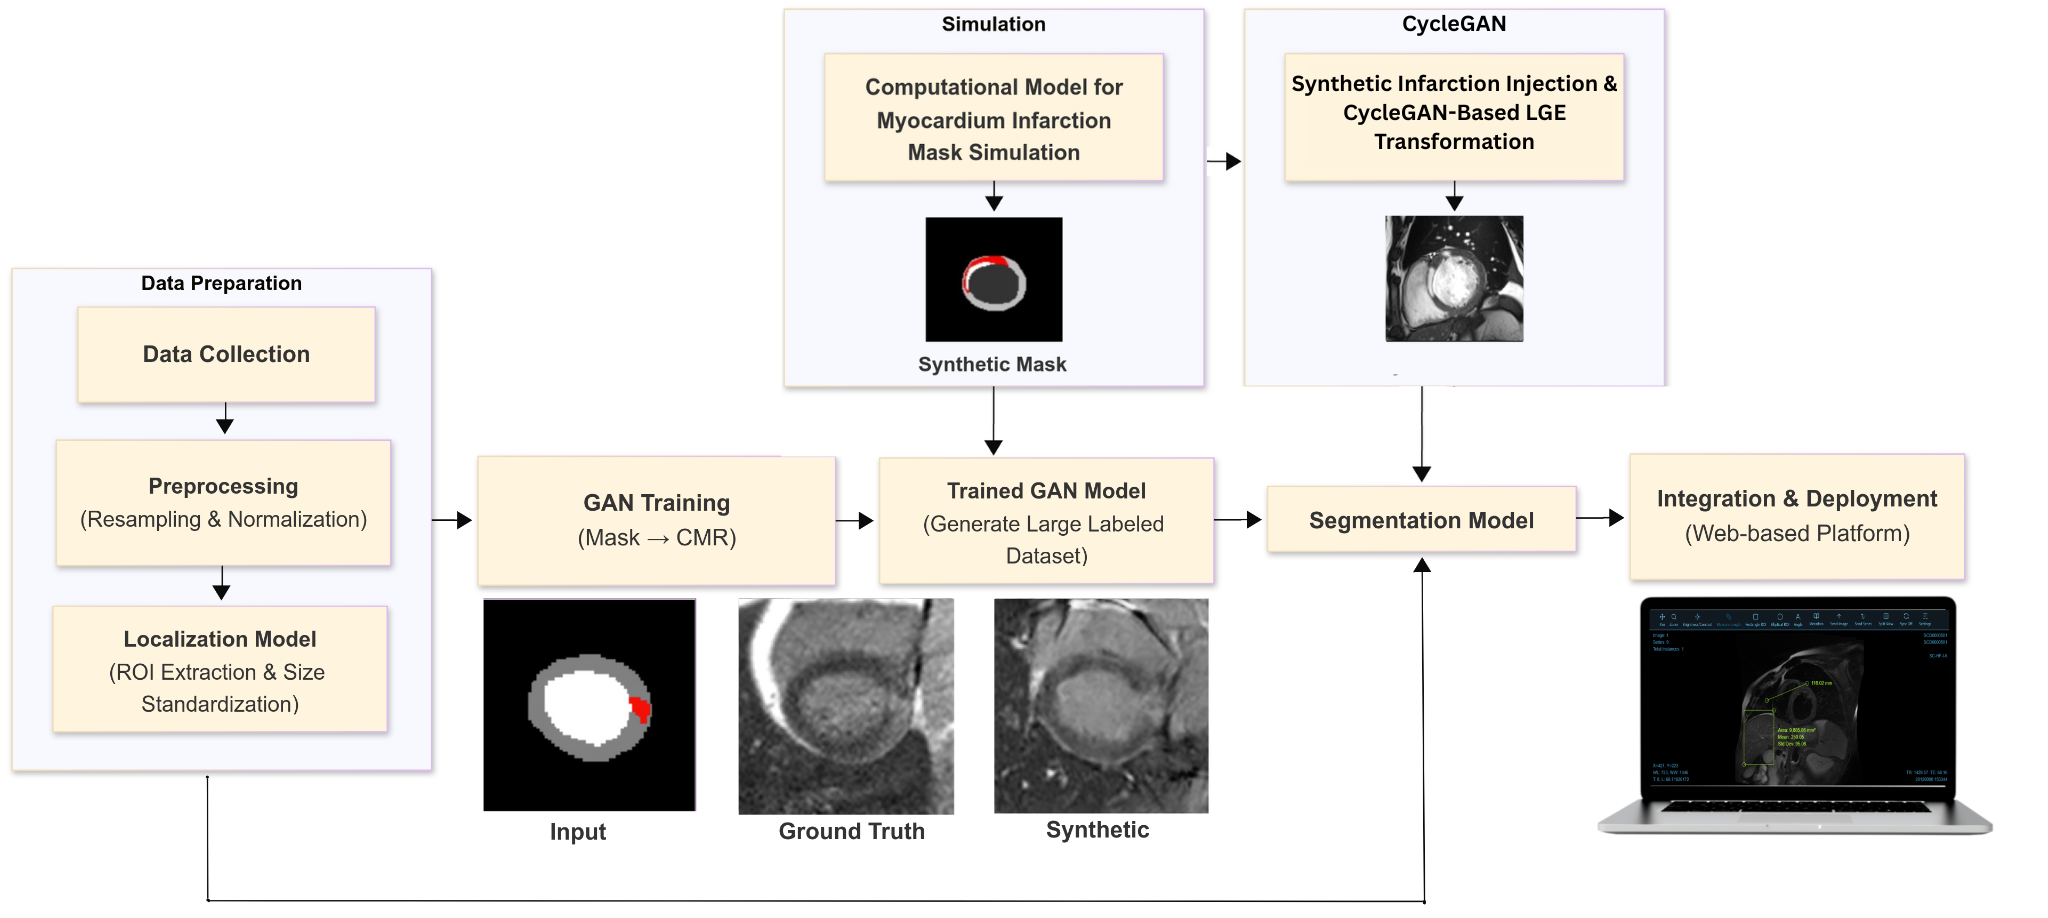 Simulation
Computational Model for
Myocardium Infarction
Mask Simulation
Synthetic Mask
CycleGAN
Synthetic Infarction Injection &
CycleGAN-Based LGE
Transformation
Data Preparation
Data Collection
Preprocessing
(Resampling & Normalization)
Localization Model
(ROI Extraction & Size
Standardization)
GAN Training
(Mask → CMR)
Trained GAN Model
(Generate Large Labeled
Dataset)
Segmentation Model
Integration & Deployment
(Web-based Platform)
Input
Ground Truth
Synthetic